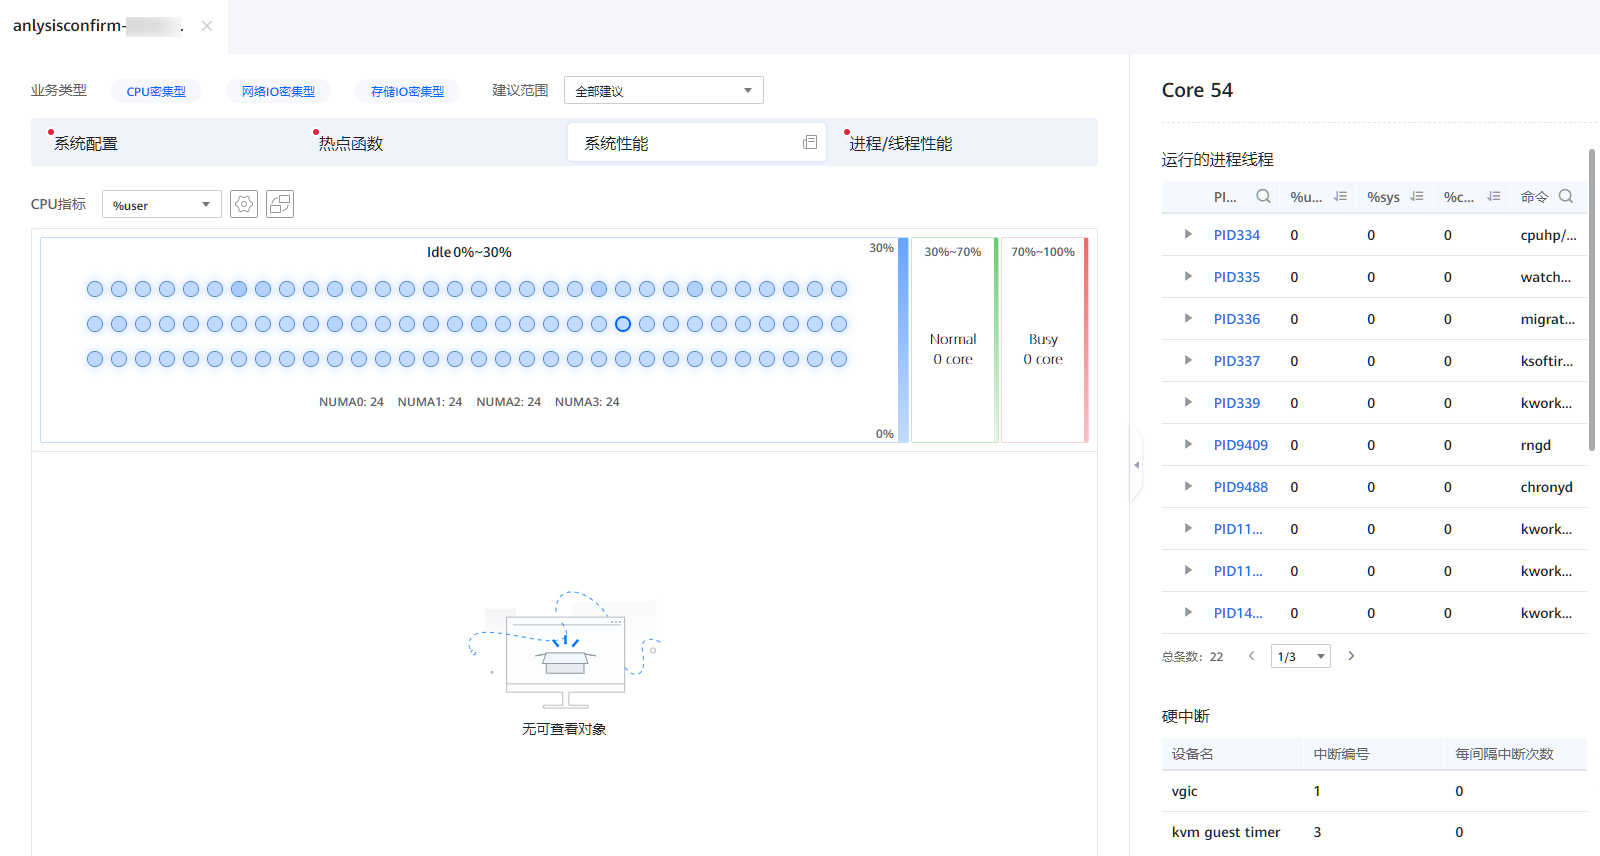 anlysisconfirm-
业务类型 CPU密集型 网络IO密集型 存储IO密集型 建议范围 全部建议
系统配置 热点函数 系统性能 进程/线程性能
CPU指标 %user
Idle 0%~30%
30%
0%
NUMA0: 24 NUMA1: 24 NUMA2: 24 NUMA3: 24
30%~70%
Normal
0 core
70%~100%
Busy
0 core
无可查看对象
Core 54
运行的进程线程
PI... %u... %sys %c... 命令
PID334 0 0 0 cpuhp/...
PID335 0 0 0 watch...
PID336 0 0 0 migrat...
PID337 0 0 0 ksoftir...
PID339 0 0 0 kwork...
PID9409 0 0 0 rngd
PID9488 0 0 0 chronyd
PID11... 0 0 0 kwork...
PID11... 0 0 0 kwork...
PID14... 0 0 0 kwork...
总条数: 22 1/3
硬中断
设备名 中断编号 每间隔中断次数
vgic 1 0
kvm guest timer 3 0